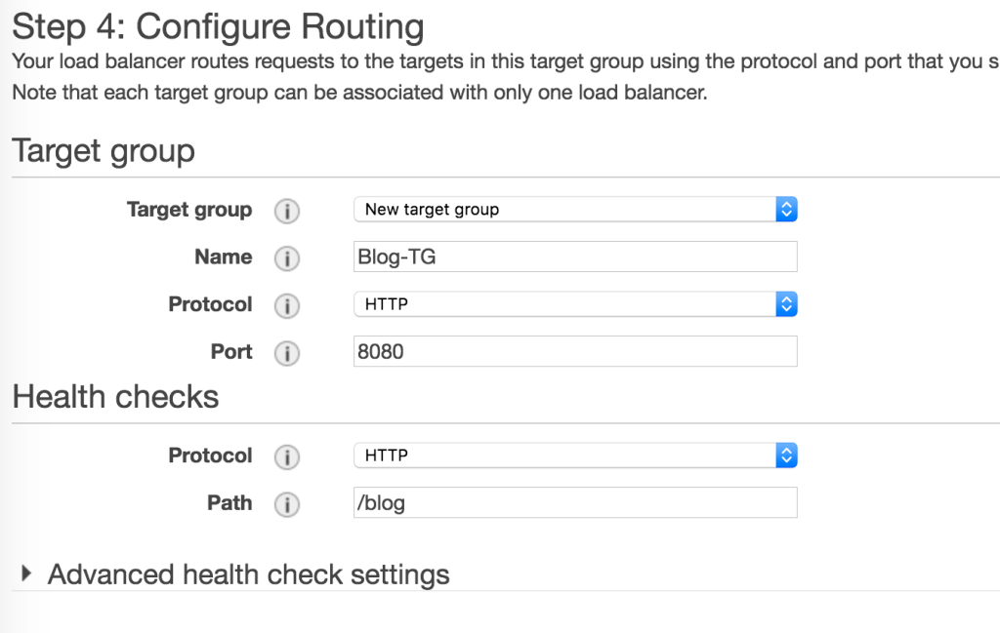 Step 4: Configure Routing
Your load balancer routes requests to the targets in this target group using the protocol and port that you s
Note that each target group can be associated with only one load balancer.
Target group
Target group New target group
Name Blog-TG
Protocol HTTP
Port 8080
Health checks
Protocol HTTP
Path /blog
Advanced health check settings